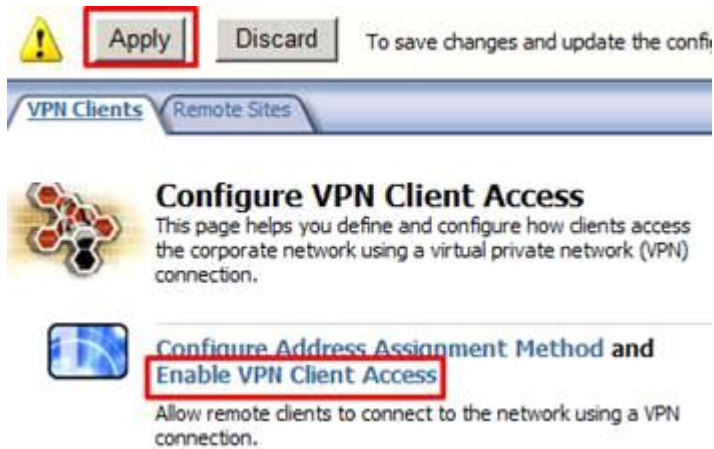 Apply Discard To save changes and update the config
VPN Clients Remote Sites
Configure VPN Client Access
This page helps you define and configure how clients access
the corporate network using a virtual private network (VPN)
connection.
Configure Address Assignment Method and
Enable VPN Client Access
Allow remote clients to connect to the network using a VPN
connection.